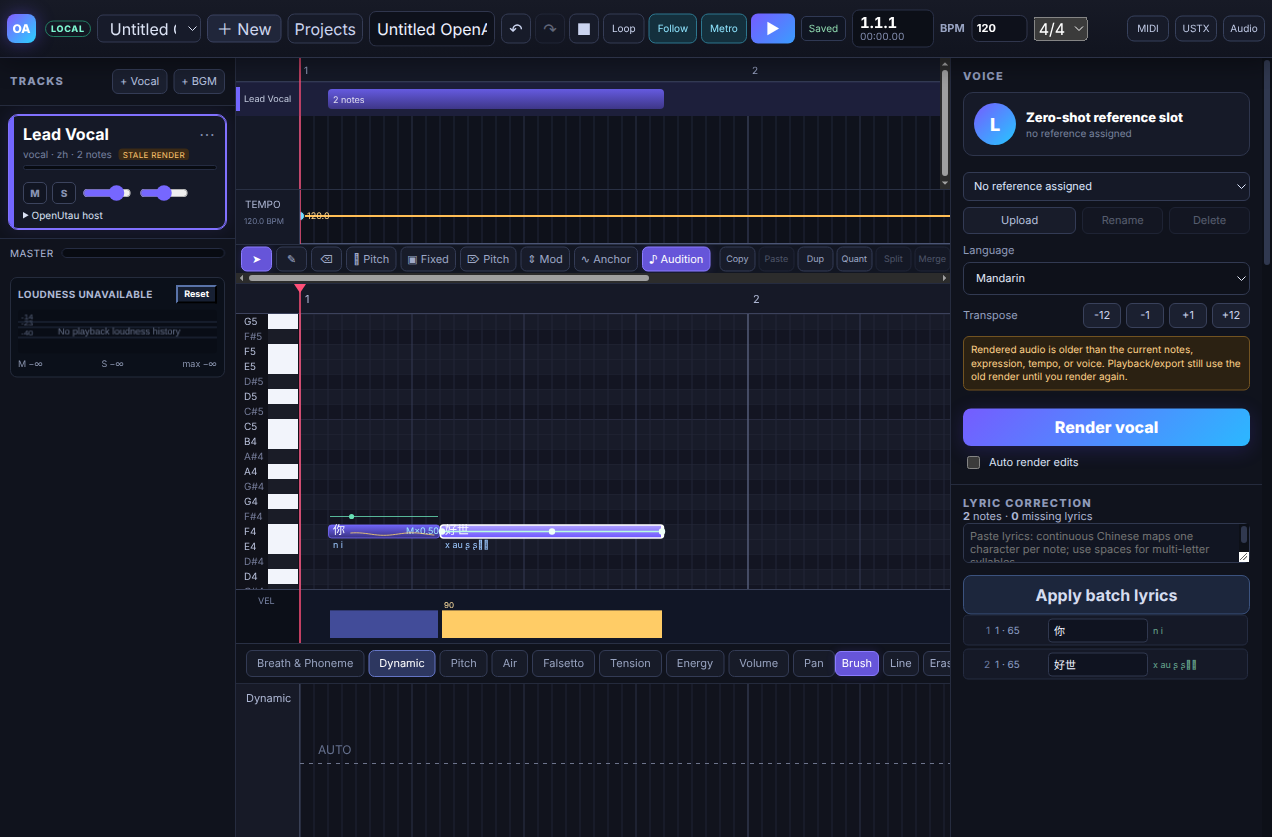 OA LOCAL Untitled ( + New Projects Untitled Open/ Loop Follow Metro Saved 1.1.1 BPM 120 4/4 MIDI USTX Audio
00:00.00
TRACKS + Vocal + BGM
Lead Vocal ...
vocal · zh · 2 notes STALE RENDER
M S
OpenUtau host
MASTER
LOUDNESS UNAVAILABLE Reset
-14
-23
-40
No playback loudness history
M −∞ S −∞ max −∞
1 2
Lead Vocal 2 notes
TEMPO
120.0 BPM
120.0
Pitch Fixed Pitch Mod Anchor Audition Copy Paste Dup Quant Split Merge
1 2
G5
F#5
F5
E5
D#5
D5
C#5
C5
B4
A#4
A4
G#4
G4
F#4
F4
E4
D#4
D4
你 M×0.50 好世
n i x au ʂ ʂ
VEL
90
Breath & Phoneme Dynamic Pitch Air Falsetto Tension Energy Volume Pan Brush Line Eras
Dynamic
AUTO
VOICE
L
Zero-shot reference slot
no reference assigned
No reference assigned
Upload Rename Delete
Language
Mandarin
Transpose -12 -1 +1 +12
Rendered audio is older than the current notes,
expression, tempo, or voice. Playback/export still use the
old render until you render again.
Render vocal
Auto render edits
LYRIC CORRECTION
2 notes · 0 missing lyrics
Paste lyrics: continuous Chinese maps one
character per note; use spaces for multi-letter
syllables
Apply batch lyrics
1 1 · 65 你 n i
2 1 · 65 好世 x au ʂ ʂ